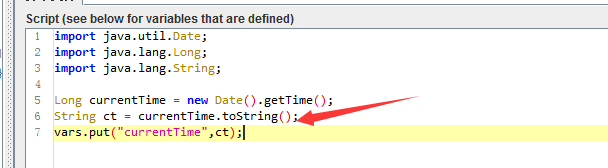 Script (see below for variables that are defined)
1 import java.util.Date;
2 import java.lang.Long;
3 import java.lang.String;
4
5 Long currentTime = new Date().getTime();
6 String ct = currentTime.toString();
7 vars.put("currentTime",ct);